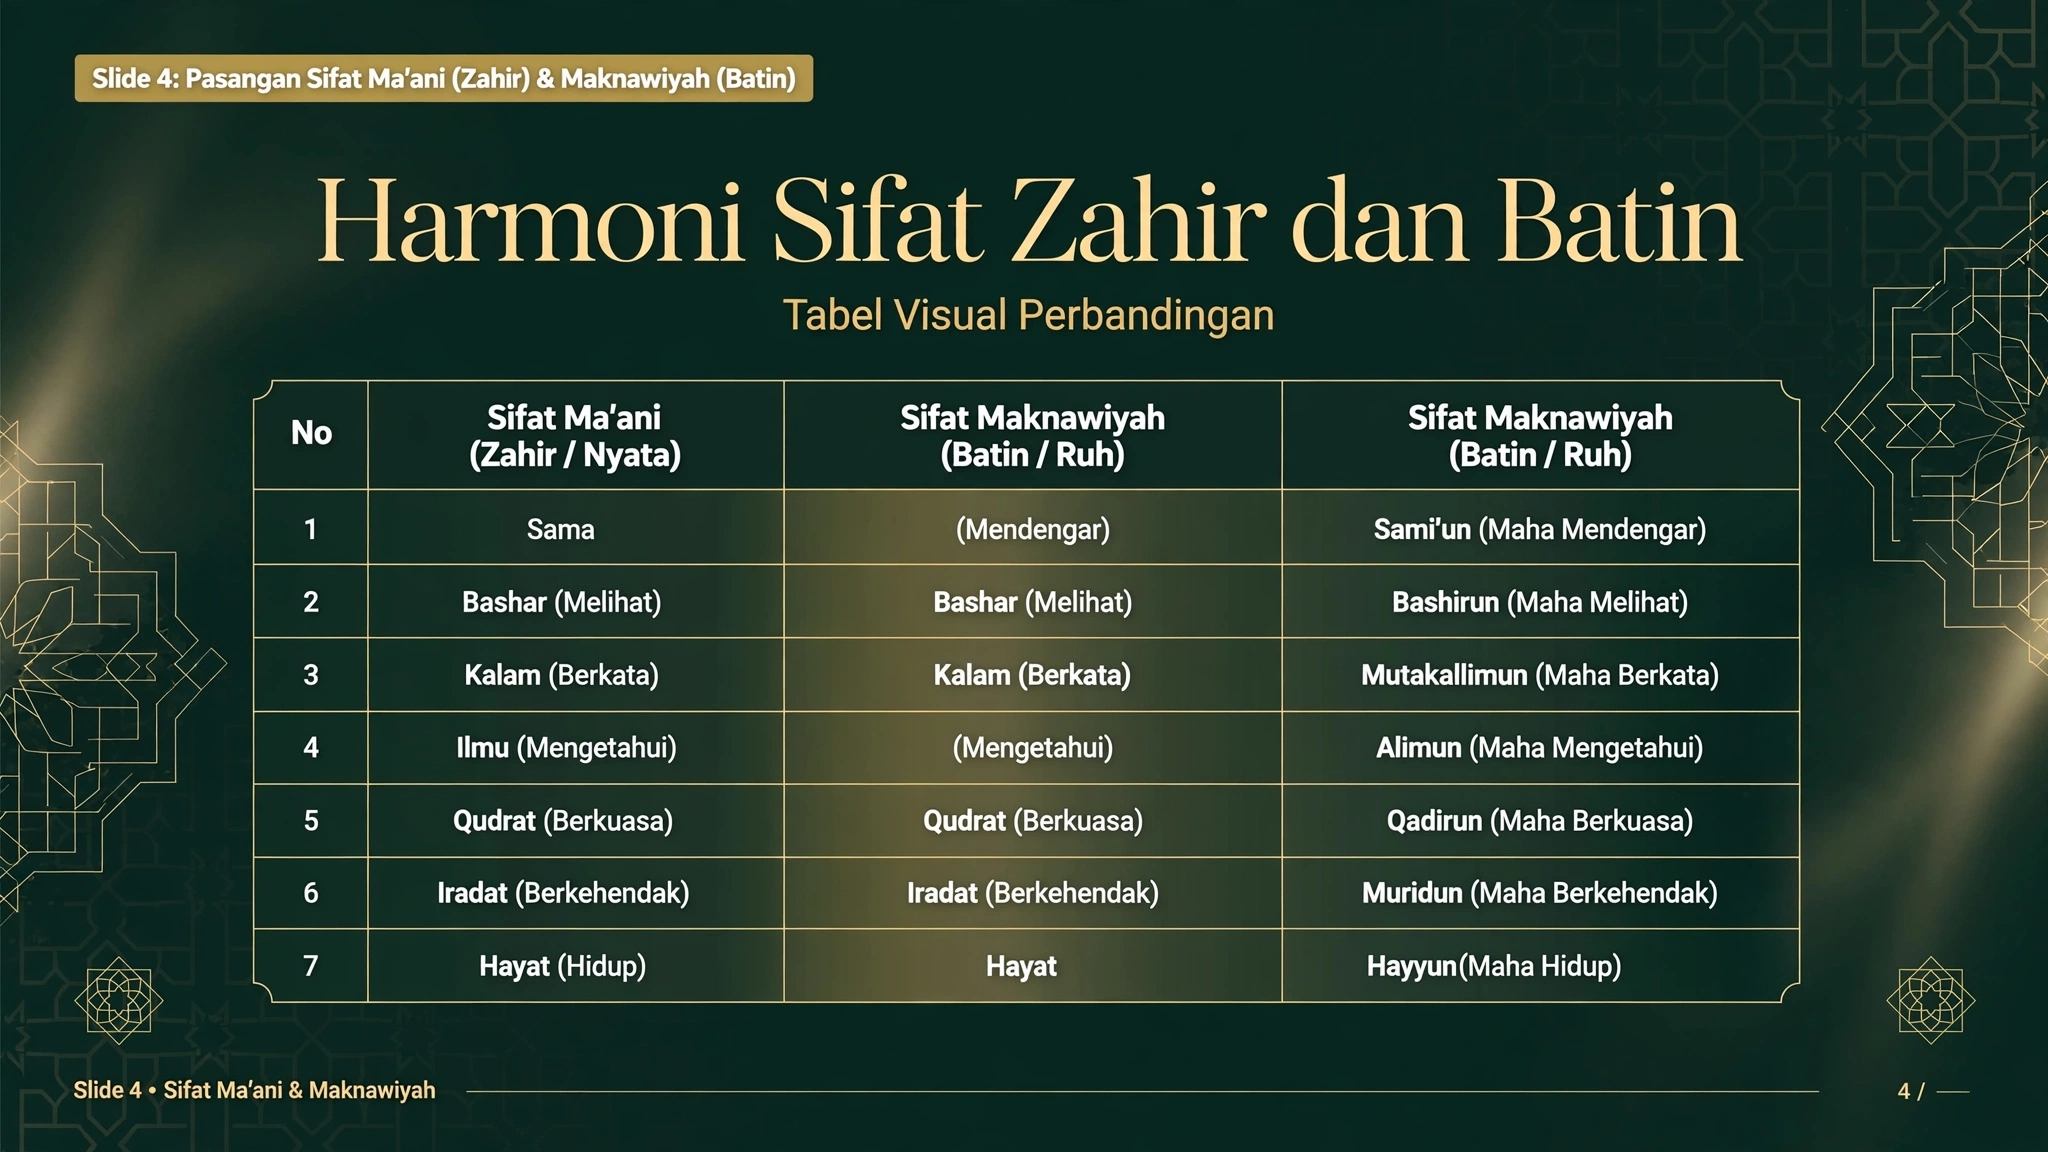 Slide 4: Pasangan Sifat Ma'ani (Zahir) & Maknawiyah (Batin)
Harmoni Sifat Zahir dan Batin
Tabel Visual Perbandingan
No
Sifat Ma'ani
(Zahir / Nyata)
Sifat Maknawiyah
(Batin / Ruh)
Sifat Maknawiyah
(Batin / Ruh)
1 Sama (Mendengar) Sami'un (Maha Mendengar)
2 Bashar (Melihat) Bashar (Melihat) Bashirun (Maha Melihat)
3 Kalam (Berkata) Kalam (Berkata) Mutakallimun (Maha Berkata)
4 Ilmu (Mengetahui) (Mengetahui) Alimun (Maha Mengetahui)
5 Qudrat (Berkuasa) Qudrat (Berkuasa) Qadirun (Maha Berkuasa)
6 Iradat (Berkehendak) Iradat (Berkehendak) Muridun (Maha Berkehendak)
7 Hayat (Hidup) Hayat Hayyun(Maha Hidup)
Slide 4 • Sifat Ma'ani & Maknawiyah
4 /